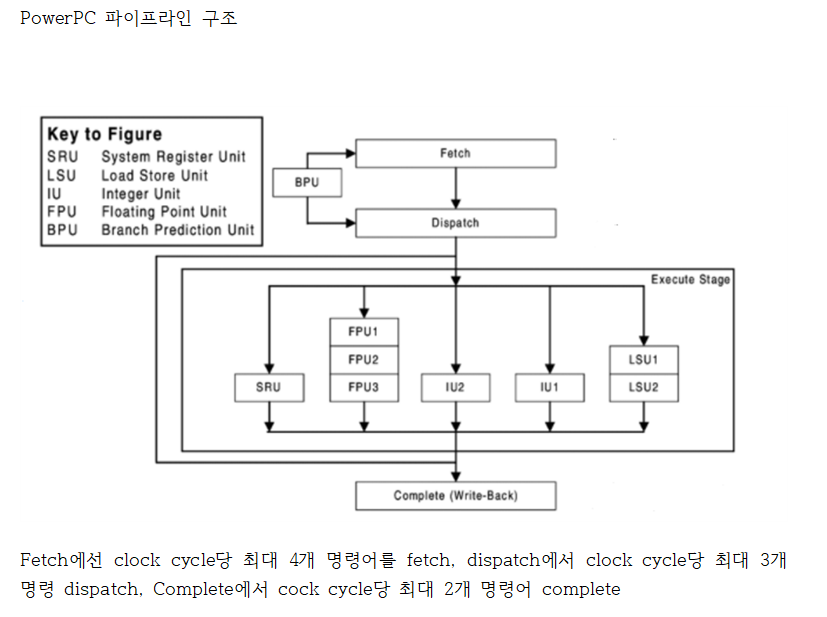 PowerPC 파이프라인 구조
Key to Figure
SRU System Register Unit
LSU Load Store Unit
IU Integer Unit
FPU Floating Point Unit
BPU Branch Prediction Unit
Fetch
BPU
Dispatch
Execute Stage
FPU1
FPU2
FPU3
SRU
IU2
IU1
LSU1
LSU2
Complete (Write-Back)
Fetch에선 clock cycle당 최대 4개 명령어를 fetch, dispatch에서 clock cycle당 최대 3개
명령 dispatch, Complete에서 cock cycle당 최대 2개 명령어 complete